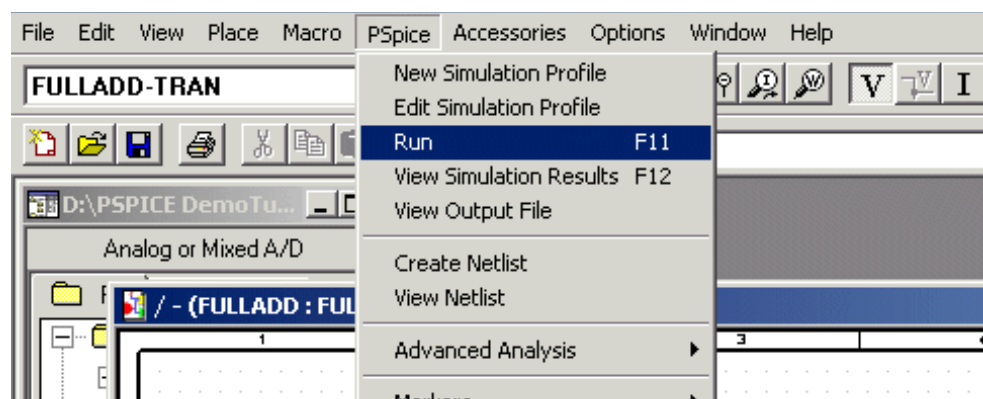 File Edit View Place Macro PSpice Accessories Options Window Help
FULLADD-TRAN
V I
New Simulation Profile
Edit Simulation Profile
Run F11
View Simulation Results F12
View Output File
Create Netlist
View Netlist
Advanced Analysis
Markers
D:\PSPICE DemoTu...
Analog or Mixed A/D
F
/ - (FULLADD : FUL
1
3